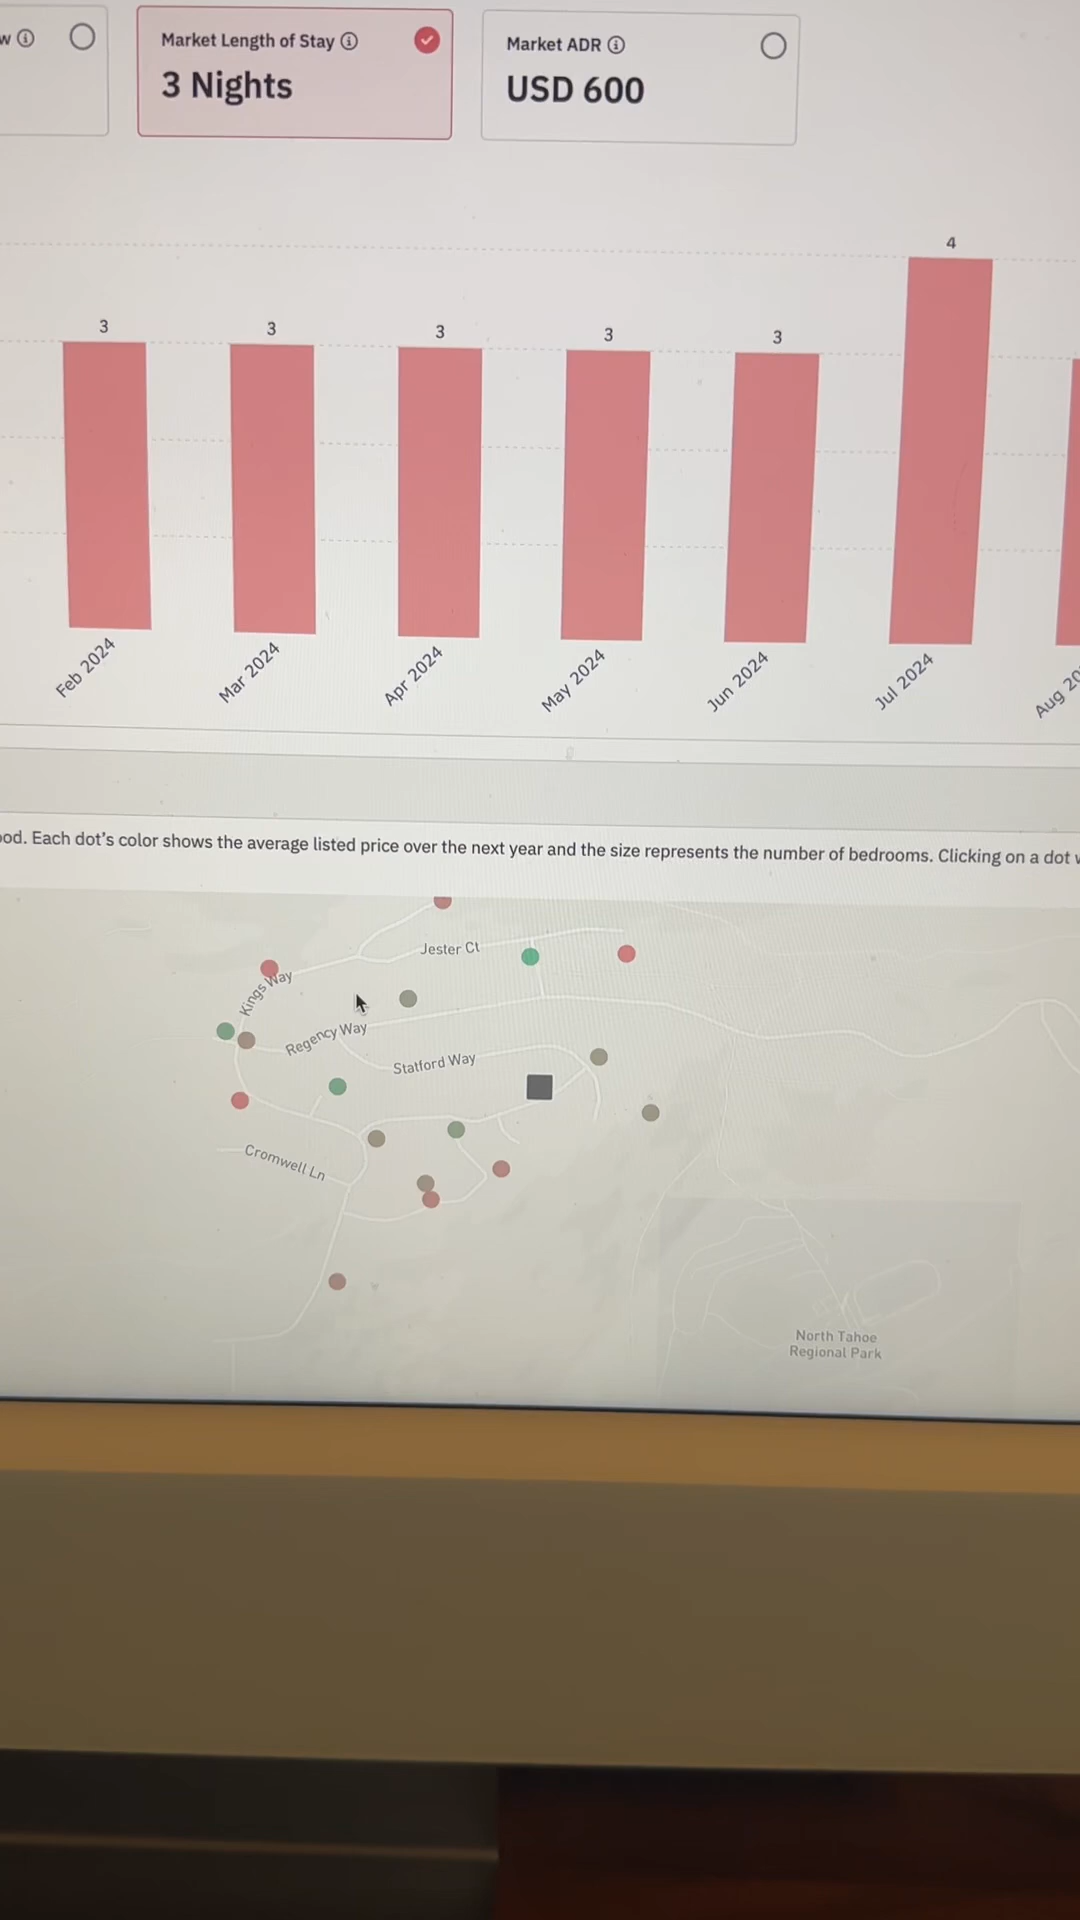 w
Market Length of Stay
3 Nights
Market ADR
USD 600
3
3
3
3
3
4
Feb 2024
Mar 2024
Apr 2024
May 2024
Jun 2024
Jul 2024
Aug 20
ood. Each dot's color shows the average listed price over the next year and the size represents the number of bedrooms. Clicking on a dot w
Jester Ct
Kings Way
Regency Way
Statford Way
Cromwell Ln
North Tahoe
Regional Park